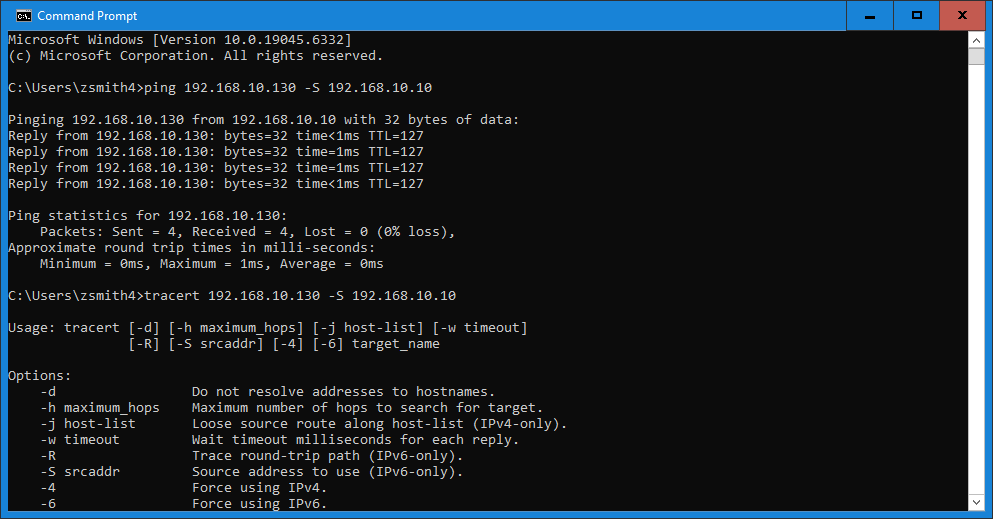 Command Prompt
Microsoft Windows [Version 10.0.19045.6332]
(c) Microsoft Corporation. All rights reserved.
C:\Users\zsmith4>ping 192.168.10.130 -S 192.168.10.10
Pinging 192.168.10.130 from 192.168.10.10 with 32 bytes of data:
Reply from 192.168.10.130: bytes=32 time<1ms TTL=127
Reply from 192.168.10.130: bytes=32 time=1ms TTL=127
Reply from 192.168.10.130: bytes=32 time=1ms TTL=127
Reply from 192.168.10.130: bytes=32 time<1ms TTL=127
Ping statistics for 192.168.10.130:
    Packets: Sent = 4, Received = 4, Lost = 0 (0% loss),
Approximate round trip times in milli-seconds:
    Minimum = 0ms, Maximum = 1ms, Average = 0ms
C:\Users\zsmith4>tracert 192.168.10.130 -S 192.168.10.10
Usage: tracert [-d] [-h maximum_hops] [-j host-list] [-w timeout]
               [-R] [-S srcaddr] [-4] [-6] target_name
Options:
    -d                 Do not resolve addresses to hostnames.
    -h maximum_hops    Maximum number of hops to search for target.
    -j host-list       Loose source route along host-list (IPv4-only).
    -w timeout         Wait timeout milliseconds for each reply.
    -R                 Trace round-trip path (IPv6-only).
    -S srcaddr         Source address to use (IPv6-only).
    -4                 Force using IPv4.
    -6                 Force using IPv6.